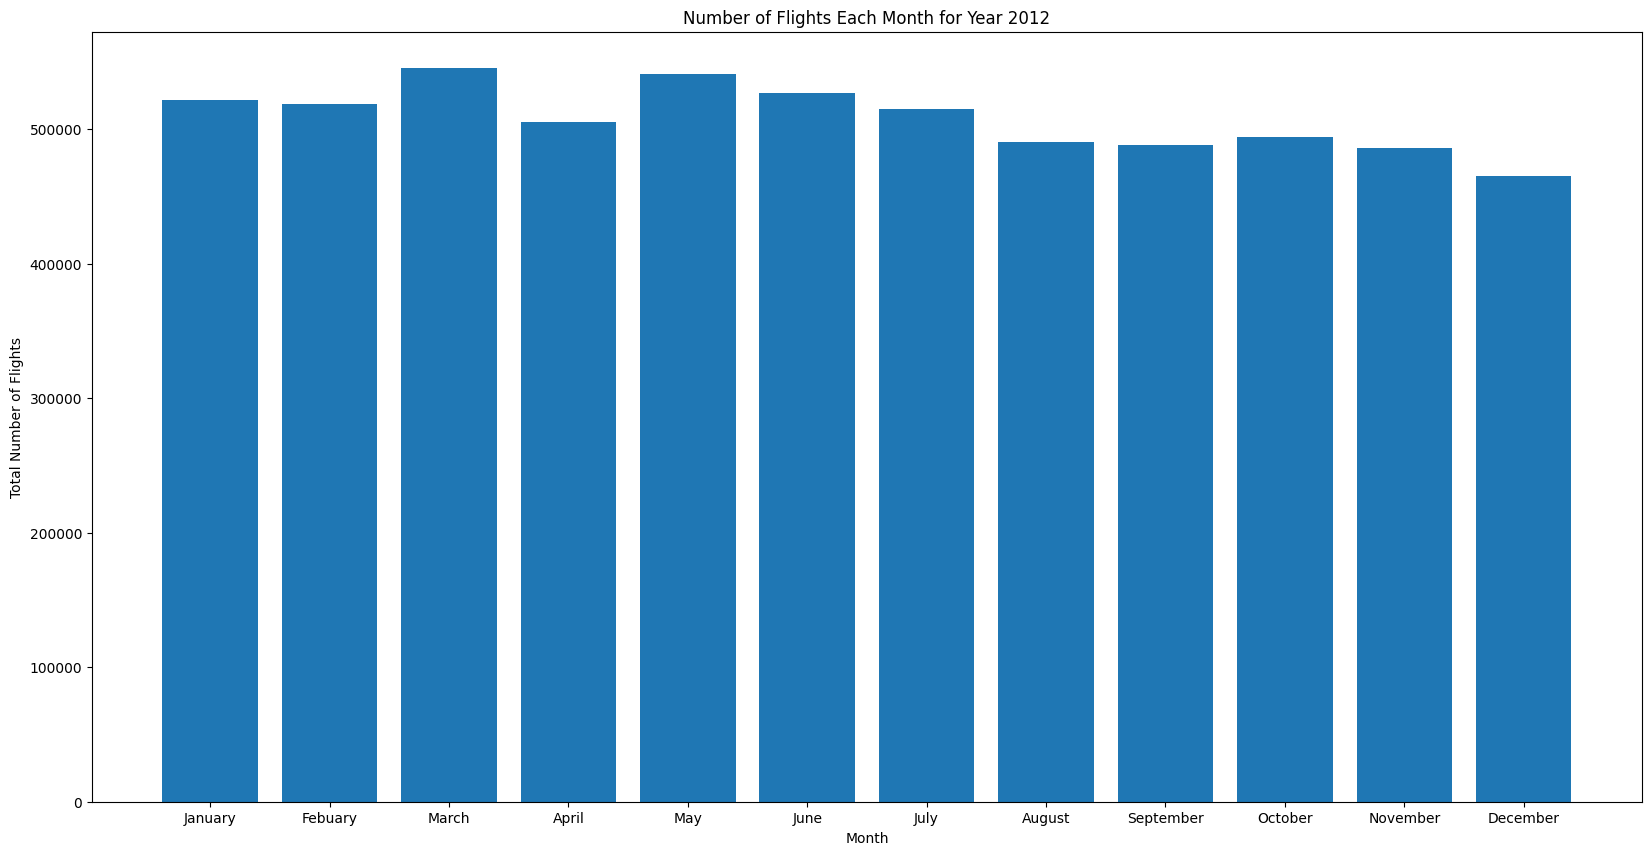 Number of Flights Each Month for Year 2012
Total Number of Flights
500000
400000
300000
200000
100000
0
January Febuary March April May June July August September October November December
Month